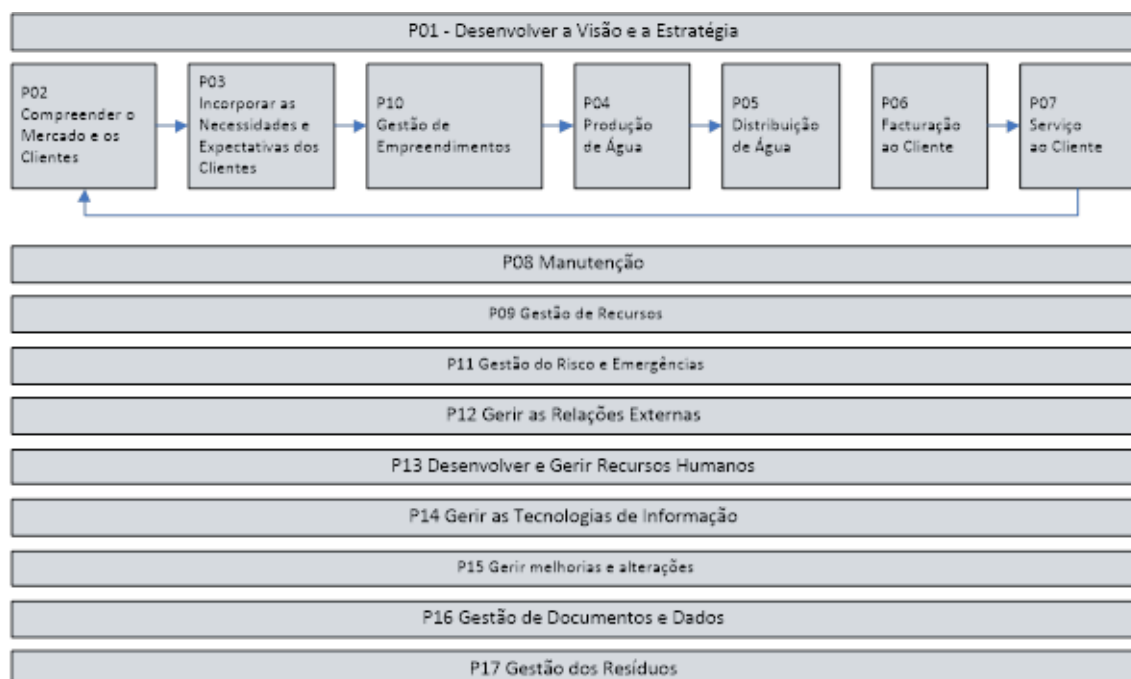 P01 - Desenvolver a Visão e a Estratégia
P02
Compreender o
Mercado e os
Clientes
P03
Incorporar as
Necessidades e
Expectativas dos
Clientes
P10
Gestão de
Empreendimentos
P04
Produção
de Água
P05
Distribuição
de Água
P06
Facturação
ao Cliente
P07
Serviço
ao Cliente
P08 Manutenção
P09 Gestão de Recursos
P11 Gestão do Risco e Emergências
P12 Gerir as Relações Externas
P13 Desenvolver e Gerir Recursos Humanos
P14 Gerir as Tecnologias de Informação
P15 Gerir melhorias e alterações
P16 Gestão de Documentos e Dados
P17 Gestão dos Resíduos